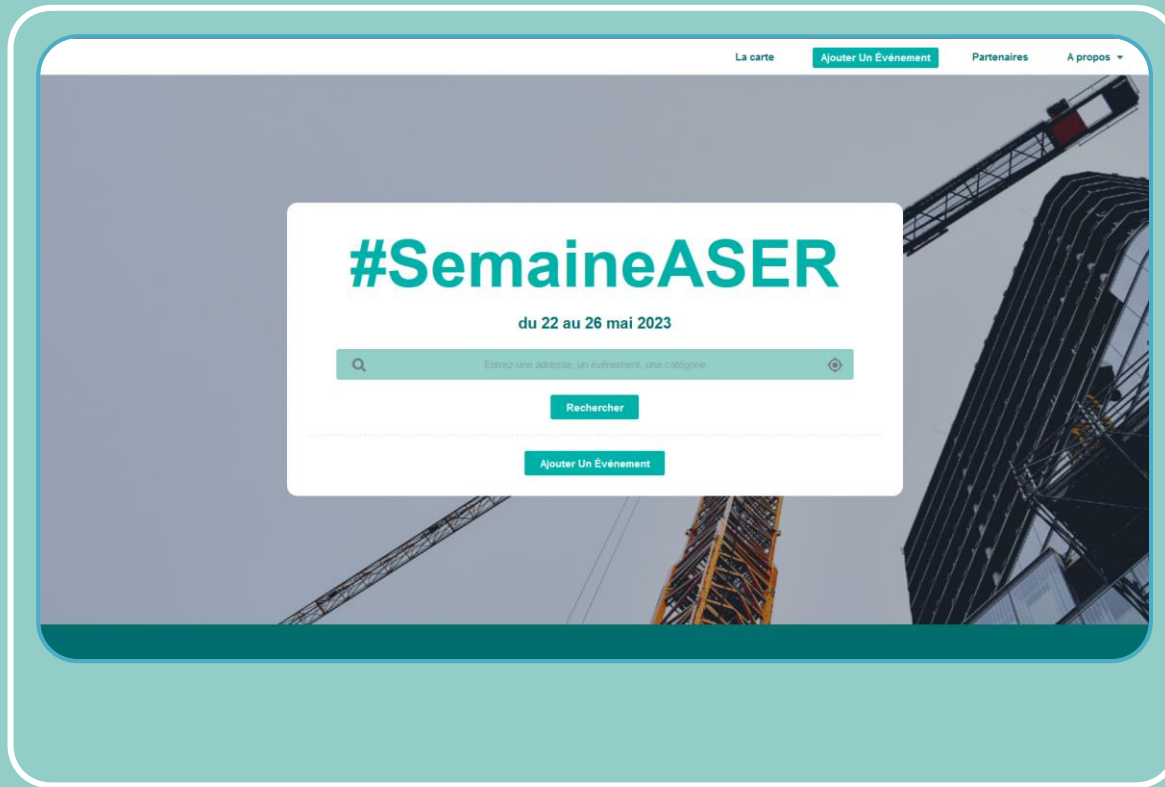 La carte Ajouter Un Événement Partenaires A propos
#SemaineASER
du 22 au 26 mai 2023
Entrez une adresse, un événement, une catégorie
Rechercher
Ajouter Un Événement